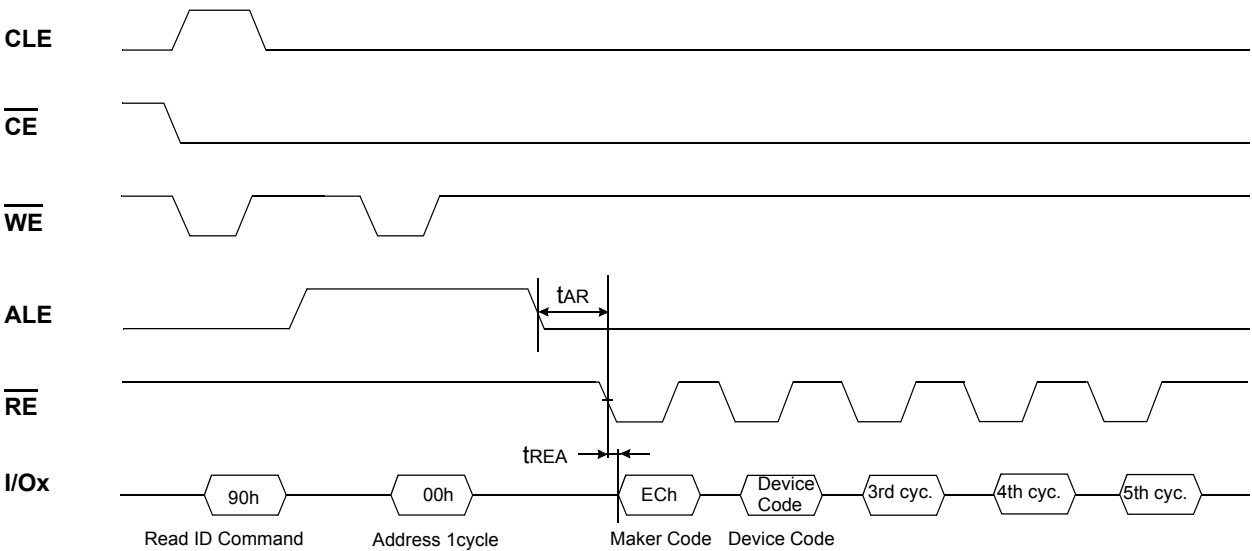 CLE
CE
WE
ALE
tAR
RE
tREA
I/Ox
90h
00h
ECh
Device
Code
3rd cyc.
4th cyc.
5th cyc.
Read ID Command
Address 1cycle
Maker Code
Device Code